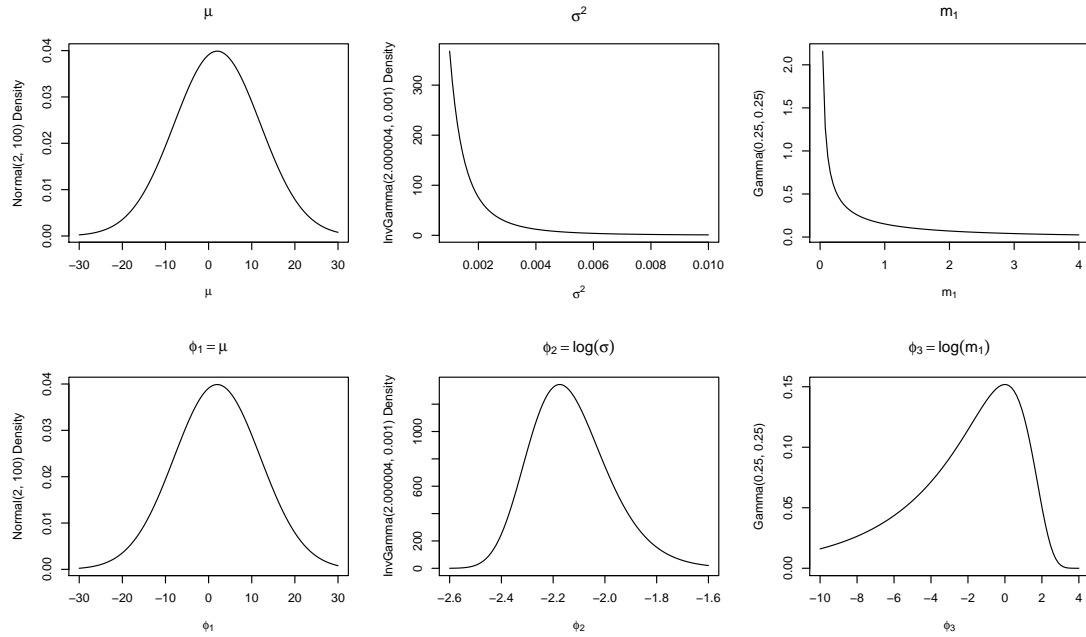 μ
Normal(2, 100) Density
0.00 0.01 0.02 0.03 0.04
−30 −20 −10 0 10 20 30
μ
σ²
InvGamma(2.000004, 0.001) Density
0 100 200 300
0.002 0.004 0.006 0.008 0.010
σ²
m₁
Gamma(0.25, 0.25)
0.0 0.5 1.0 1.5 2.0
0 1 2 3 4
m₁
ϕ₁ = μ
Normal(2, 100) Density
0.00 0.01 0.02 0.03 0.04
−30 −20 −10 0 10 20 30
ϕ₁
ϕ₂ = log(σ)
InvGamma(2.000004, 0.001) Density
0 200 600 1000
−2.6 −2.4 −2.2 −2.0 −1.8 −1.6
ϕ₂
ϕ₃ = log(m₁)
Gamma(0.25, 0.25)
0.00 0.05 0.10 0.15
−10 −8 −6 −4 −2 0 2 4
ϕ₃